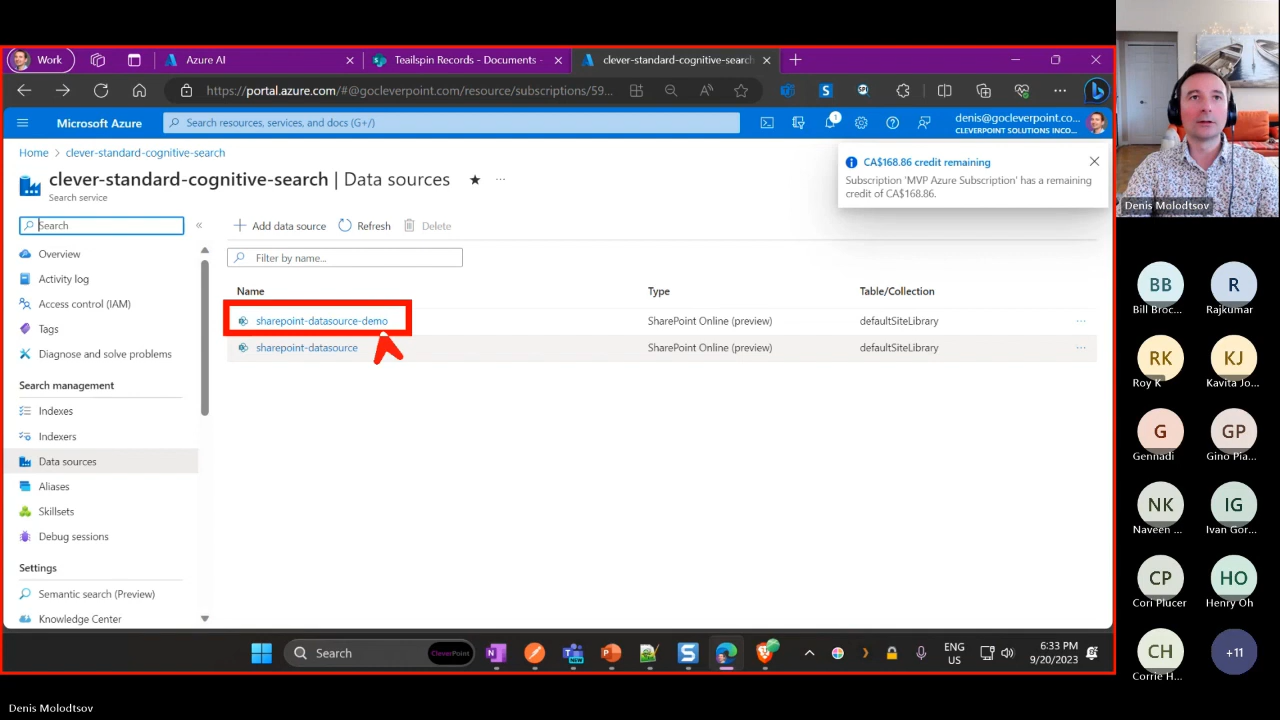 Work
Azure AI
Teailspin Records - Documents -
clever-standard-cognitive-search
https://portal.azure.com/#@gocleverpoint.com/resource/subscriptions/59...
Microsoft Azure
Search resources, services, and docs (G+/)
1
denis@gocleverpoint.co...
CLEVERPOINT SOLUTIONS INCO...
Home > clever-standard-cognitive-search
clever-standard-cognitive-search | Data sources
Search service
CA$168.86 credit remaining
Subscription 'MVP Azure Subscription' has a remaining
credit of CA$168.86.
Search
Add data source
Refresh
Delete
Filter by name...
Overview
Activity log
Access control (IAM)
Tags
Diagnose and solve problems
Search management
Indexes
Indexers
Data sources
Aliases
Skillsets
Debug sessions
Settings
Semantic search (Preview)
Knowledge Center
Name Type Table/Collection
sharepoint-datasource-demo SharePoint Online (preview) defaultSiteLibrary
sharepoint-datasource SharePoint Online (preview) defaultSiteLibrary
Search
CleverPoint
ENG
US
6:33 PM
9/20/2023
Denis Molodtsov
BB
Bill Broc...
R
Rajkumar
RK
Roy K
KJ
Kavita Jo...
G
Gennadi
GP
Gino Pia...
NK
Naveen ...
IG
Ivan Gor...
CP
Cori Plucer
HO
Henry Oh
CH
Corrie H...
+11
Denis Molodtsov